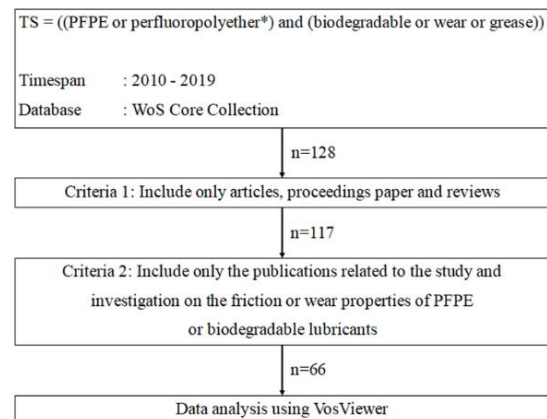 TS = ((PFPE or perfluoropolyether*) and (biodegradable or wear or grease))
Timespan : 2010 - 2019
Database : WoS Core Collection
n=128
Criteria 1: Include only articles, proceedings paper and reviews
n=117
Criteria 2: Include only the publications related to the study and
investigation on the friction or wear properties of PFPE
or biodegradable lubricants
n=66
Data analysis using VosViewer